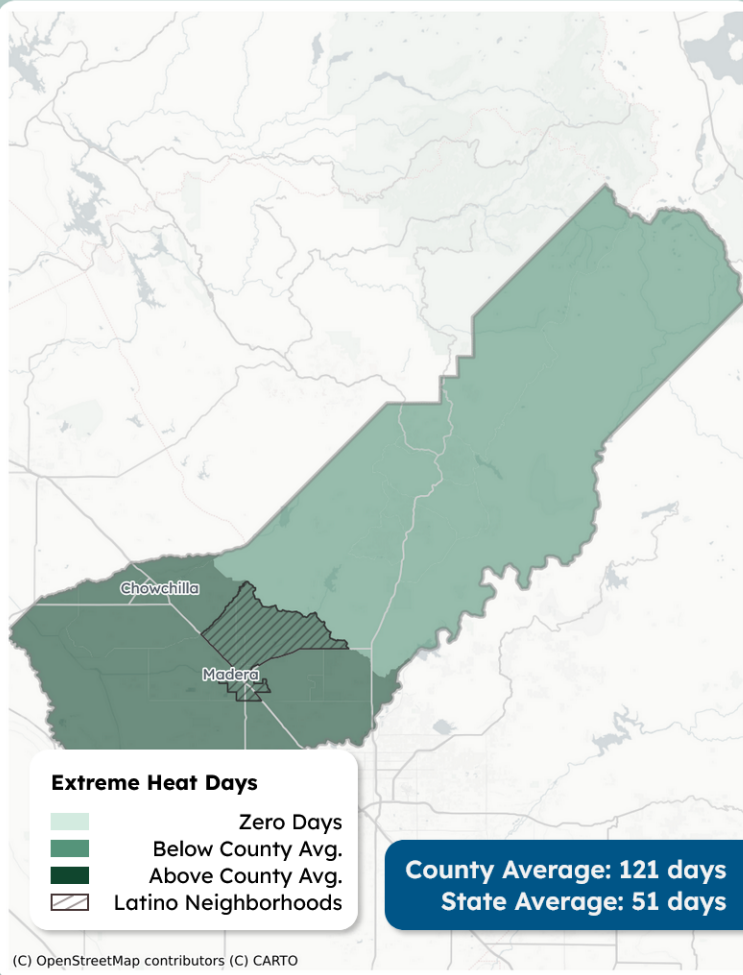 Chowchilla
Madera
Extreme Heat Days
Zero Days
Below County Avg.
Above County Avg.
Latino Neighborhoods
County Average: 121 days
State Average: 51 days
(C) OpenStreetMap contributors (C) CARTO